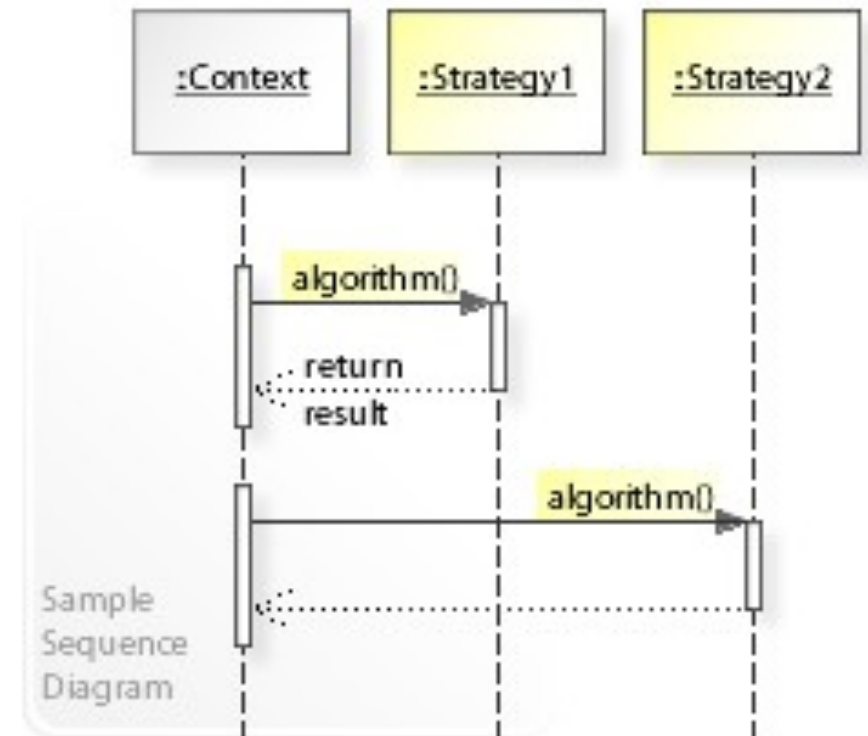 :Context
:Strategy1
:Strategy2
algorithm()
return
result
algorithm()
Sample
Sequence
Diagram